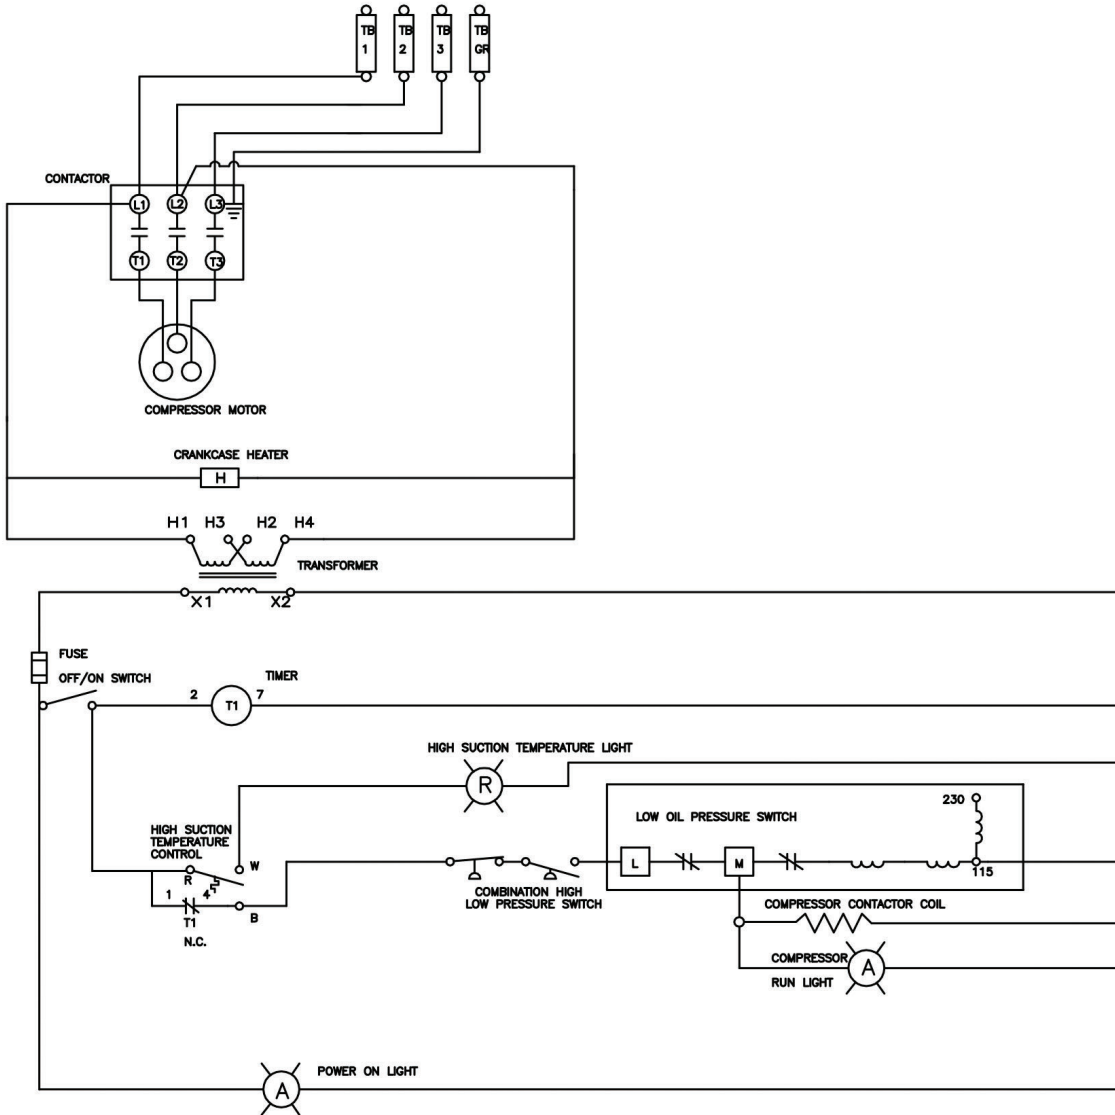 TB 1
TB 2
TB 3
TB GR
CONTACTOR
L1 L2 L3
T1 T2 T3
COMPRESSOR MOTOR
CRANKCASE HEATER
H
H1 H3 H2 H4
TRANSFORMER
X1 X2
FUSE
OFF/ON SWITCH
TIMER
2 T1 7
HIGH SUCTION TEMPERATURE LIGHT
R
230
LOW OIL PRESSURE SWITCH
HIGH SUCTION
TEMPERATURE
CONTROL
W
R
L M
115
1 4
T1
B
N.C.
COMBINATION HIGH
LOW PRESSURE SWITCH
COMPRESSOR CONTACTOR COIL
COMPRESSOR
RUN LIGHT
A
POWER ON LIGHT
A